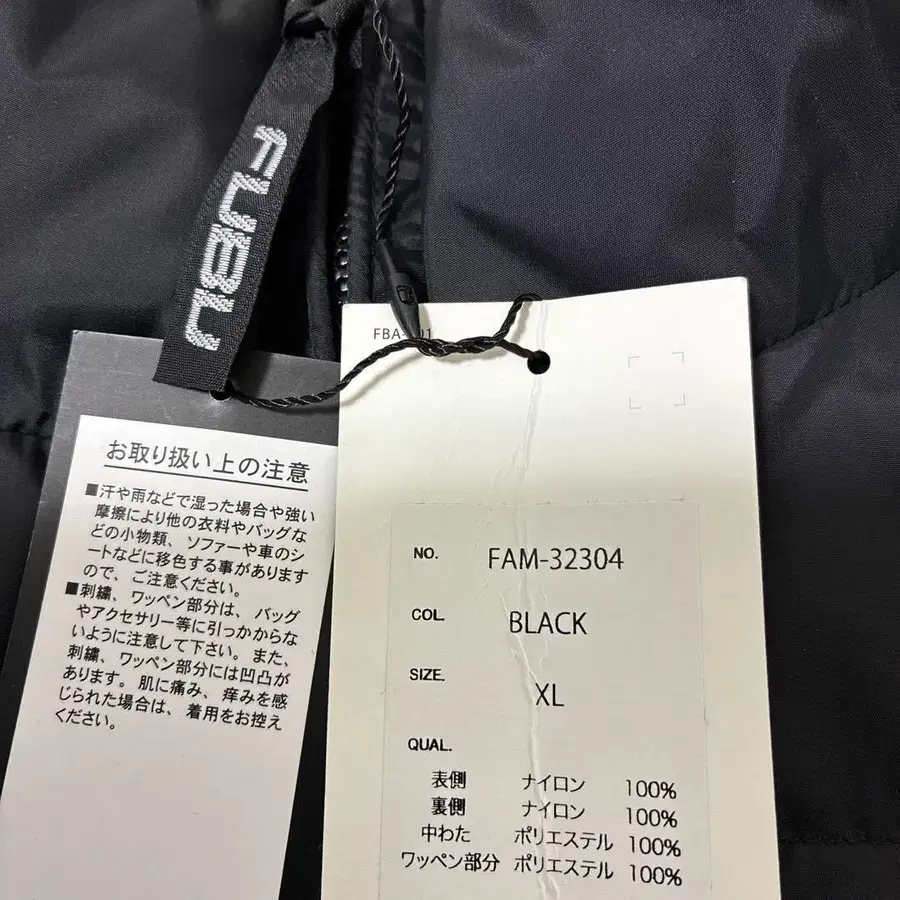 FUBU
お取り扱い上の注意
■汗や雨などで湿った場合や強い
摩擦により他の衣料やバッグな
どの小物類、ソファーや車のシ
ートなどに移色する事があります
ので、ご注意ください。
■刺繍、ワッペン部分は、バッグ
やアクセサリー等に引っかからな
いように注意して下さい。また、
刺繍、ワッペン部分には凹凸が
あります。肌に痛み、痒みを感
じられた場合は、着用をお控え
ください。
NO. FAM-32304
COL. BLACK
SIZE. XL
QUAL.
表側 ナイロン 100%
裏側 ナイロン 100%
中わた ポリエステル 100%
ワッペン部分 ポリエステル 100%